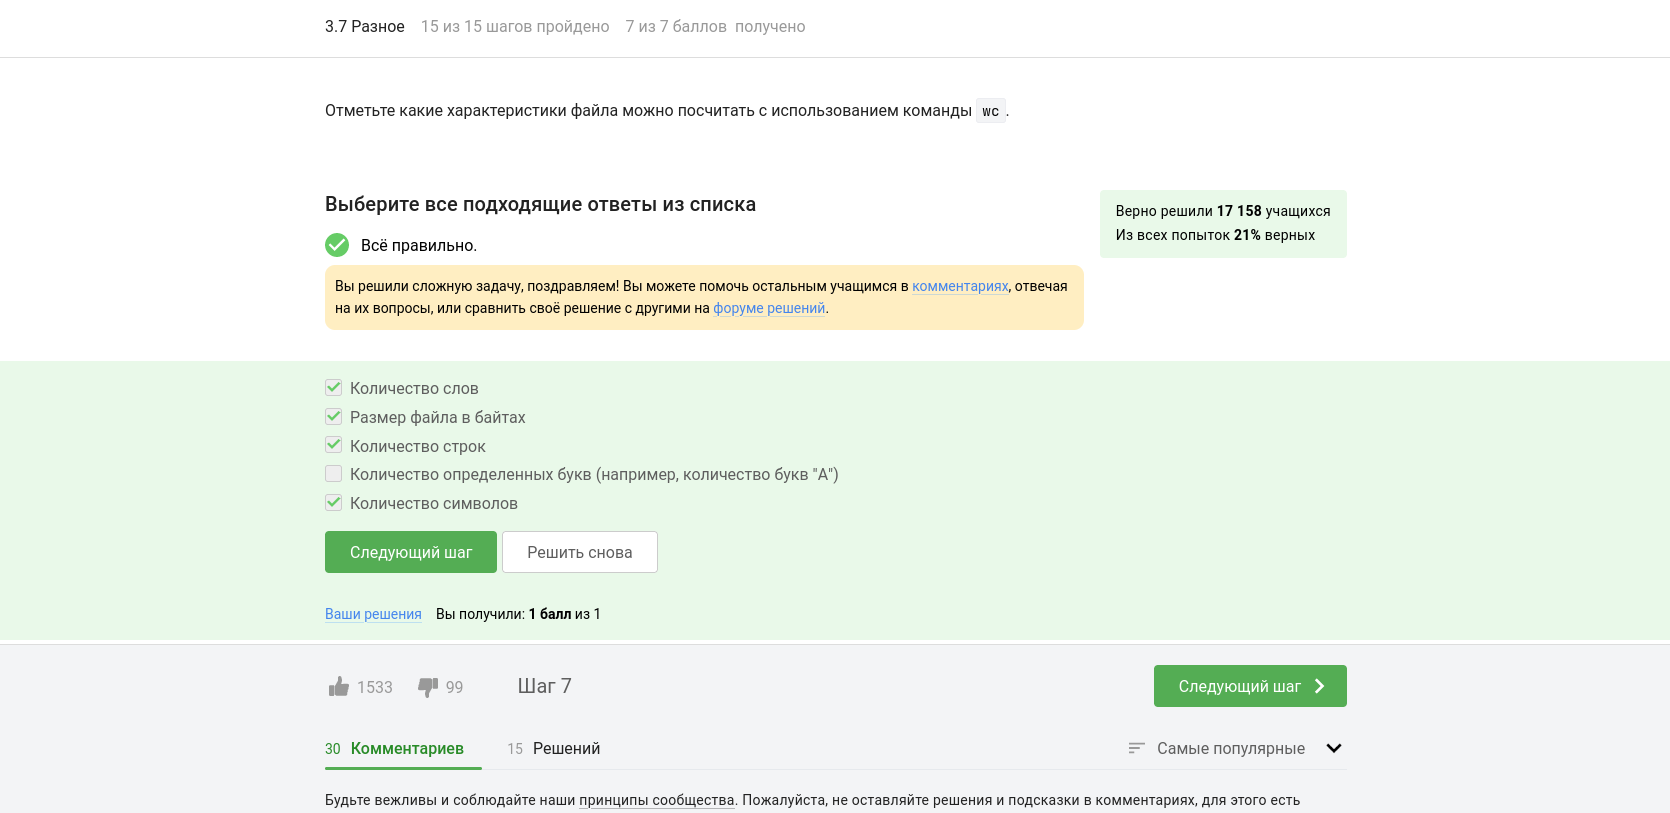 3.7 Разное 15 из 15 шагов пройдено 7 из 7 баллов получено
Отметьте какие характеристики файла можно посчитать с использованием команды wc.
Выберите все подходящие ответы из списка
Верно решили 17 158 учащихся
Из всех попыток 21% верных
Всё правильно.
Вы решили сложную задачу, поздравляем! Вы можете помочь остальным учащимся в комментариях, отвечая
на их вопросы, или сравнить своё решение с другими на форуме решений.
Количество слов
Размер файла в байтах
Количество строк
Количество определенных букв (например, количество букв "A")
Количество символов
Следующий шаг Решить снова
Ваши решения Вы получили: 1 балл из 1
1533 99 Шаг 7 Следующий шаг
30 Комментариев 15 Решений Самые популярные
Будьте вежливы и соблюдайте наши принципы сообщества. Пожалуйста, не оставляйте решения и подсказки в комментариях, для этого есть